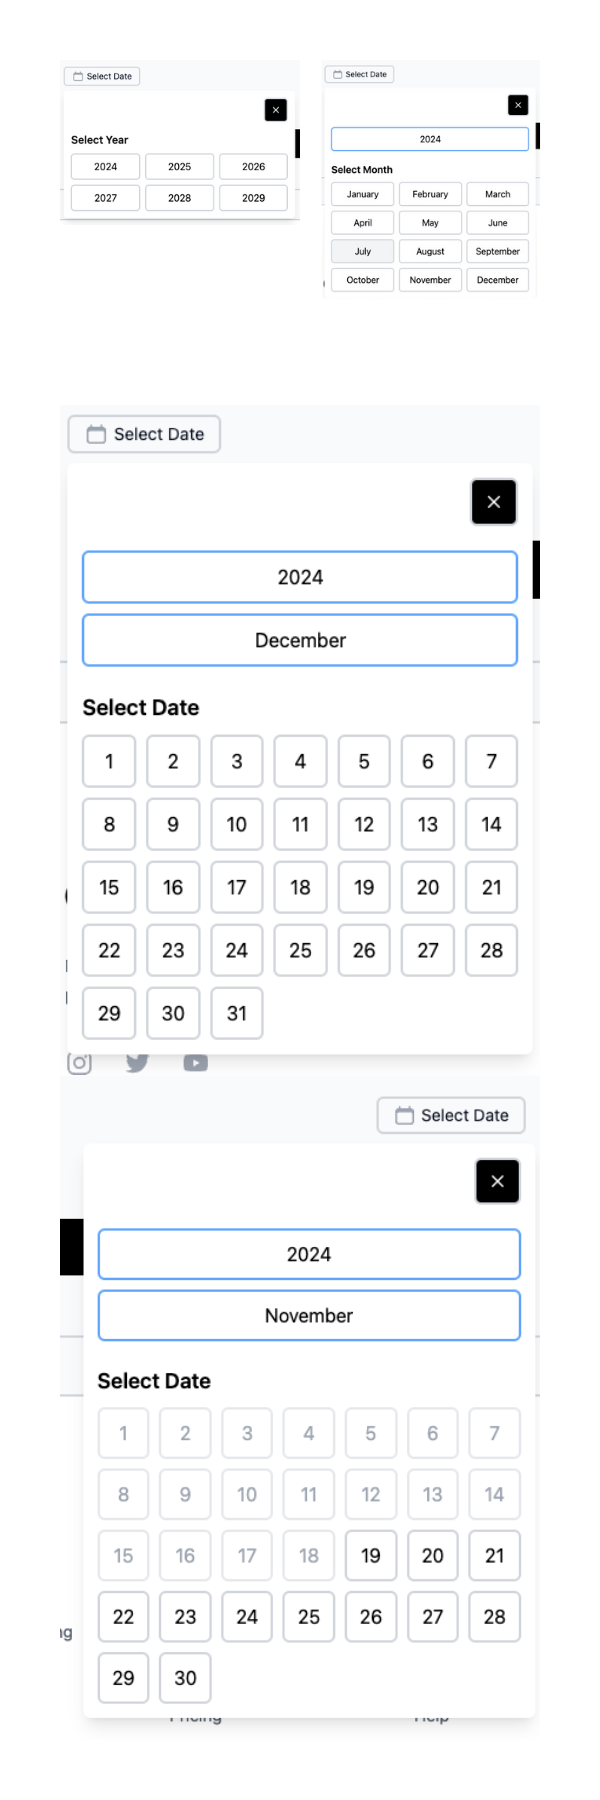 Select Date
Select Year
2024 2025 2026
2027 2028 2029
Select Date
2024
Select Month
January February March
April May June
July August September
October November December
Select Date
2024
December
Select Date
1 2 3 4 5 6 7
8 9 10 11 12 13 14
15 16 17 18 19 20 21
22 23 24 25 26 27 28
29 30 31
Select Date
2024
November
Select Date
1 2 3 4 5 6 7
8 9 10 11 12 13 14
15 16 17 18 19 20 21
22 23 24 25 26 27 28
29 30
Pricing Help